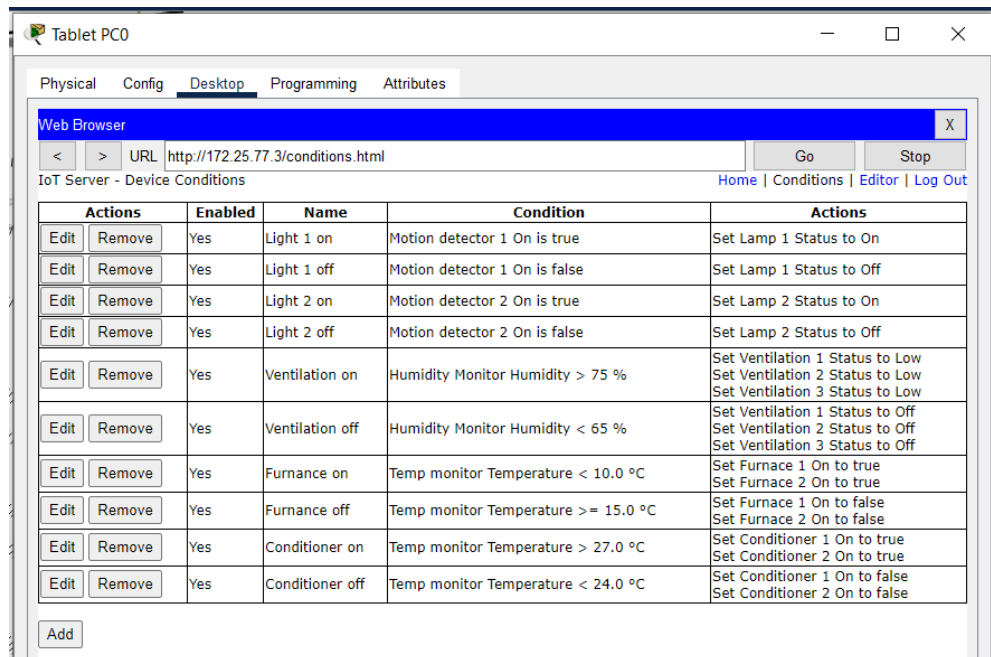 Tablet PC0
Physical Config Desktop Programming Attributes
Web Browser X
< > URL http://172.25.77.3/conditions.html Go Stop
IoT Server - Device Conditions Home | Conditions | Editor | Log Out
Actions Enabled Name Condition Actions
Edit Remove Yes Light 1 on Motion detector 1 On is true Set Lamp 1 Status to On
Edit Remove Yes Light 1 off Motion detector 1 On is false Set Lamp 1 Status to Off
Edit Remove Yes Light 2 on Motion detector 2 On is true Set Lamp 2 Status to On
Edit Remove Yes Light 2 off Motion detector 2 On is false Set Lamp 2 Status to Off
Edit Remove Yes Ventilation on Humidity Monitor Humidity > 75 % Set Ventilation 1 Status to Low
Set Ventilation 2 Status to Low
Set Ventilation 3 Status to Low
Edit Remove Yes Ventilation off Humidity Monitor Humidity < 65 % Set Ventilation 1 Status to Off
Set Ventilation 2 Status to Off
Set Ventilation 3 Status to Off
Edit Remove Yes Furnance on Temp monitor Temperature < 10.0 °C Set Furnace 1 On to true
Set Furnace 2 On to true
Edit Remove Yes Furnance off Temp monitor Temperature >= 15.0 °C Set Furnace 1 On to false
Set Furnace 2 On to false
Edit Remove Yes Conditioner on Temp monitor Temperature > 27.0 °C Set Conditioner 1 On to true
Set Conditioner 2 On to true
Edit Remove Yes Conditioner off Temp monitor Temperature < 24.0 °C Set Conditioner 1 On to false
Set Conditioner 2 On to false
Add